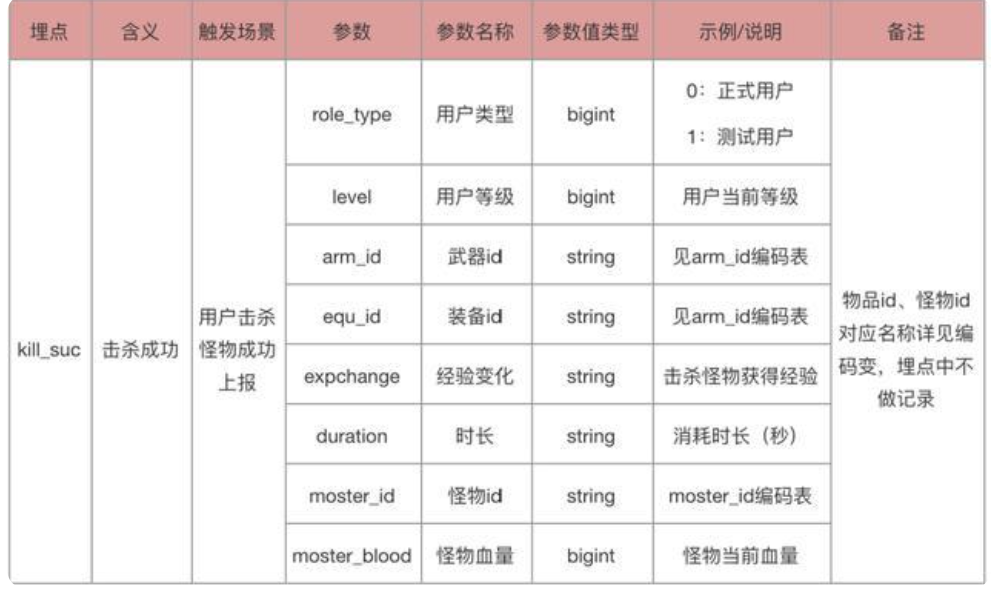 埋点 含义 触发场景 参数 参数名称 参数值类型 示例/说明 备注
role_type 用户类型 bigint 0：正式用户
1：测试用户
level 用户等级 bigint 用户当前等级
arm_id 武器id string 见arm_id编码表
equ_id 装备id string 见arm_id编码表
expchange 经验变化 string 击杀怪物获得经验
duration 时长 string 消耗时长（秒）
moster_id 怪物id string moster_id编码表
moster_blood 怪物血量 bigint 怪物当前血量
kill_suc 击杀成功
用户击杀
怪物成功
上报
物品id、怪物id
对应名称详见编
码变，埋点中不
做记录